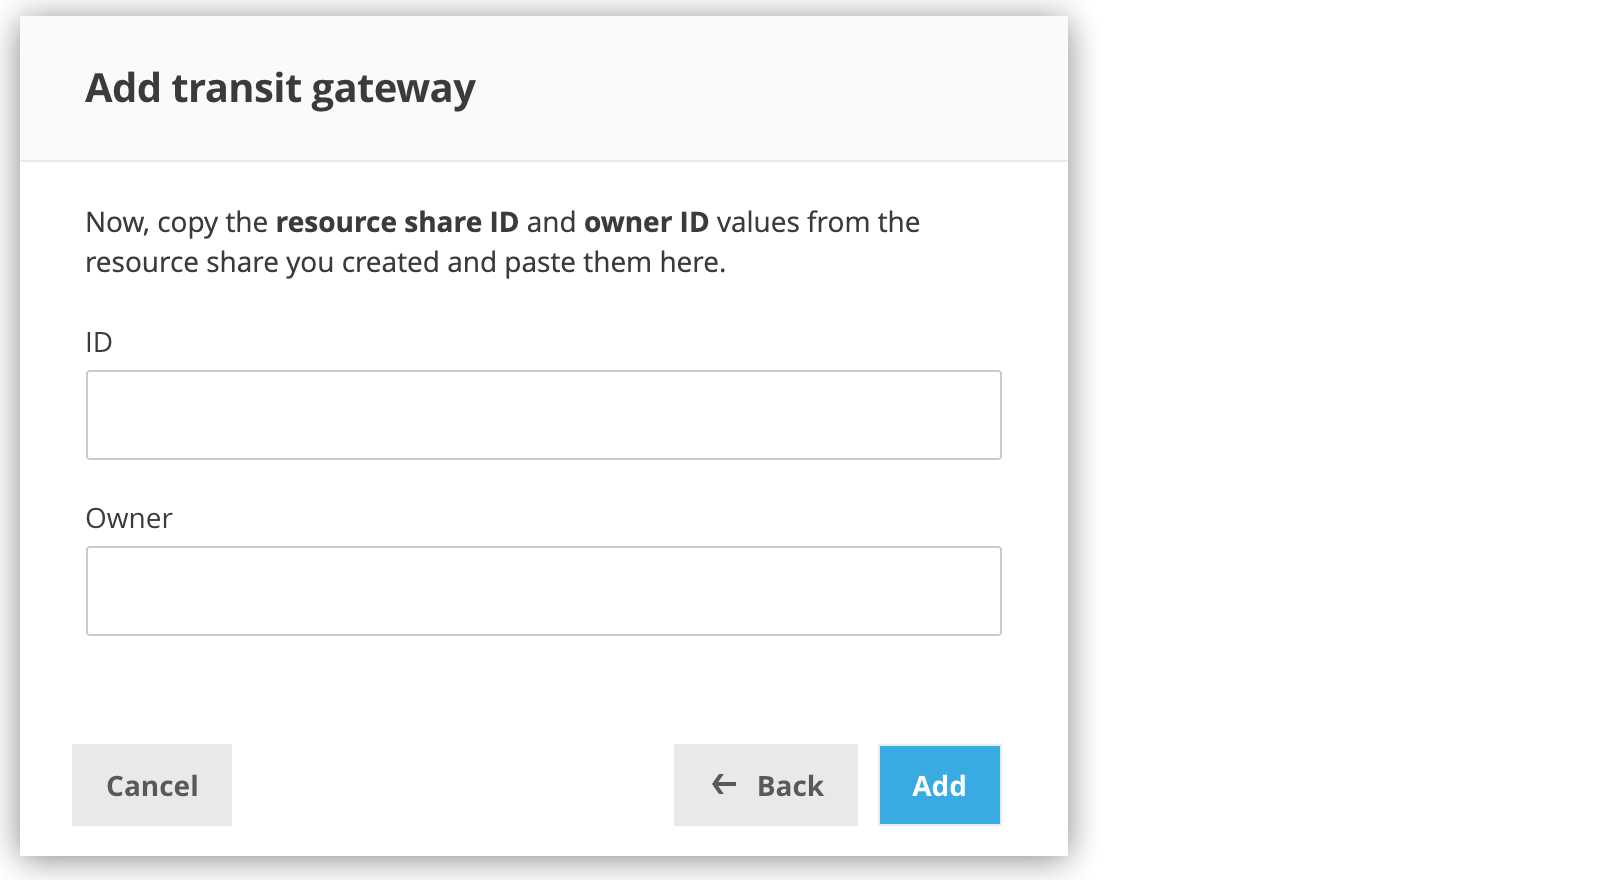 Add transit gateway
Now, copy the resource share ID and owner ID values from the
resource share you created and paste them here.
ID
Owner
Cancel
Back
Add